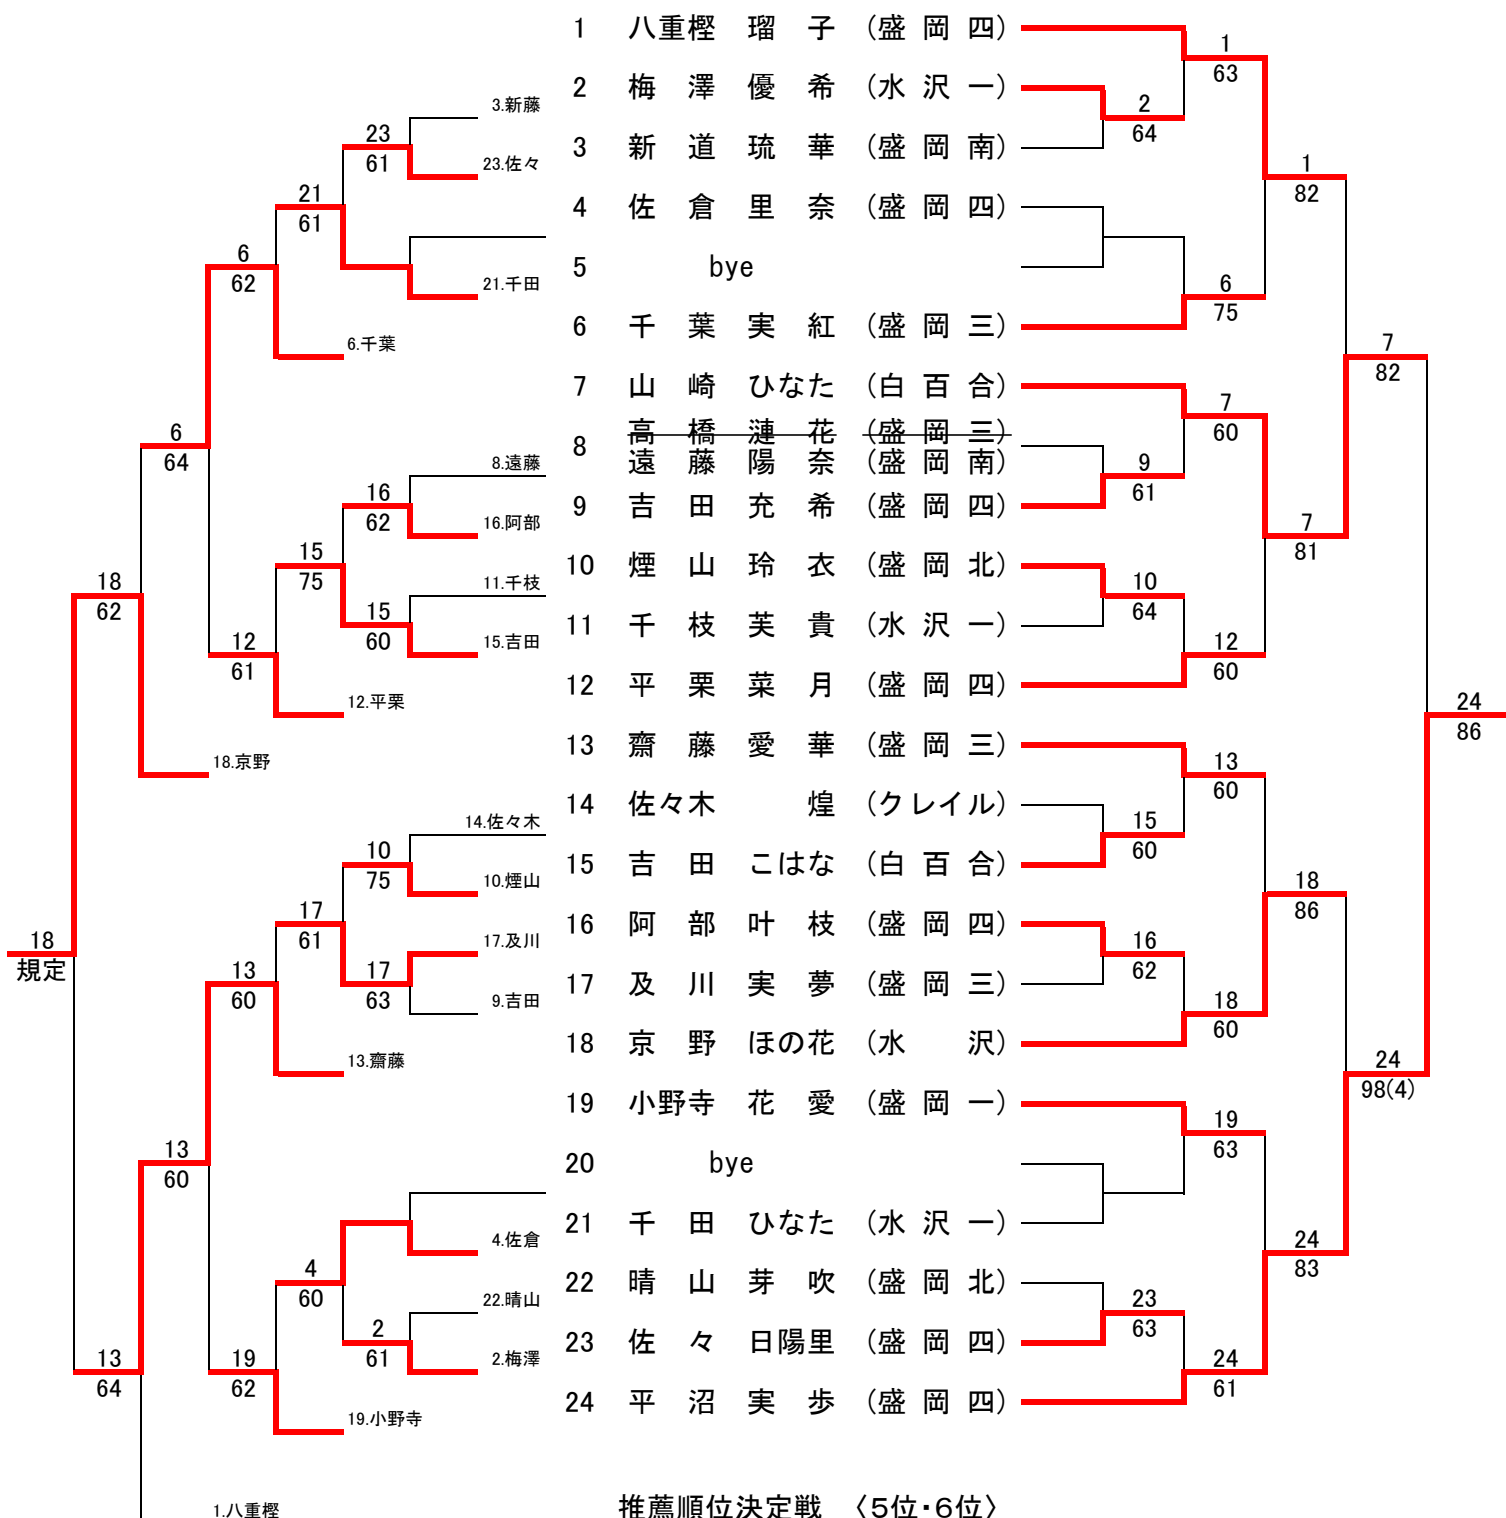 1 八重樫 瑠子 (盛岡四)
2 梅澤優希 (水沢一)
3 新道琉華 (盛岡南)
4 佐倉里奈 (盛岡四)
5 bye
6 千葉実紅 (盛岡三)
7 山崎ひなた (白百合)
8 高橋漣花 (盛岡三)
遠藤陽奈 (盛岡南)
9 吉田充希 (盛岡四)
10 煙山玲衣 (盛岡北)
11 千枝芙貴 (水沢一)
12 平栗菜月 (盛岡四)
13 齋藤愛華 (盛岡三)
14 佐々木 煌 (クレイル)
15 吉田こはな (白百合)
16 阿部叶枝 (盛岡四)
17 及川実夢 (盛岡三)
18 京野ほの花 (水沢)
19 小野寺花愛 (盛岡一)
20 bye
21 千田ひなた (水沢一)
22 晴山芽吹 (盛岡北)
23 佐々日陽里 (盛岡四)
24 平沼実歩 (盛岡四)
1
63
2
64
6
75
1
82
7
60
9
61
10
64
12
60
7
81
7
82
13
60
15
60
16
62
18
60
18
86
19
63
23
63
24
61
24
83
24
98(4)
24
86
3.新藤
23
61
23.佐々
21
61
21.千田
6
62
6.千葉
6
64
8.遠藤
16
62
16.阿部
15
75
11.千枝
15
60
15.吉田
12
61
12.平栗
18
62
18.京野
14.佐々木
10
75
10.煙山
17
61
17.及川
17
63
9.吉田
18
規定
13
60
13.齋藤
13
60
4.佐倉
4
60
22.晴山
2
61
2.梅澤
13
64
19
62
19.小野寺
1.八重樫
推薦順位決定戦 〈5位・6位〉